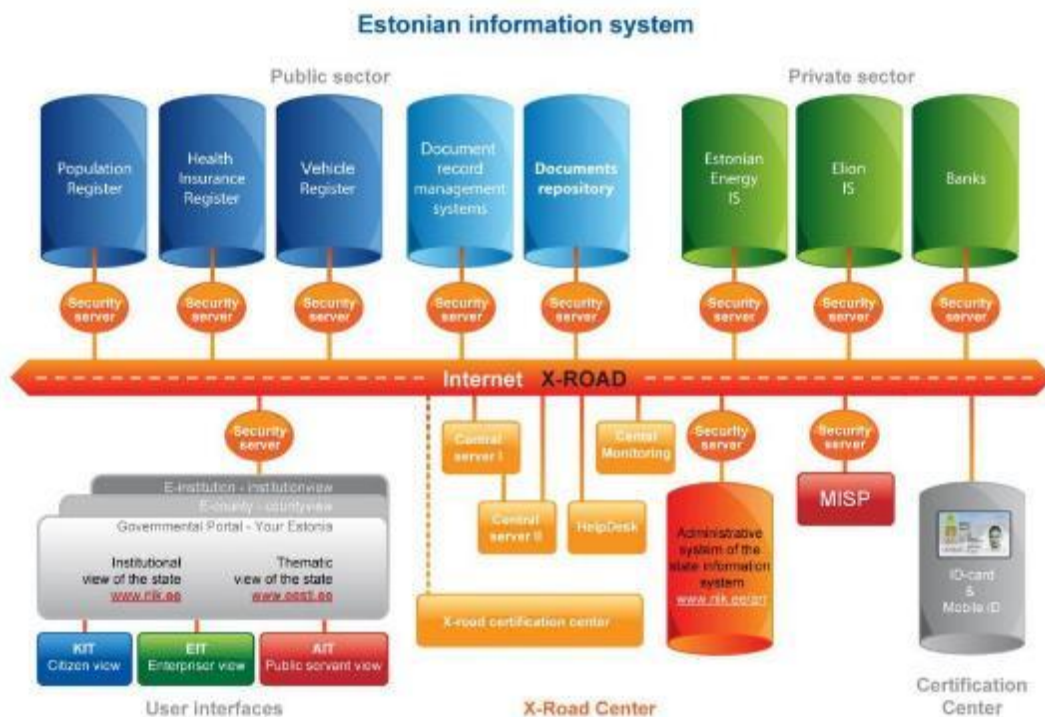 Estonian information system
Public sector
Private sector
Population
Register
Health
Insurance
Register
Vehicle
Register
Document
record
management
systems
Documents
repository
Estonian
Energy
IS
Elion
IS
Banks
Security
server
Security
server
Security
server
Security
server
Security
server
Security
server
Security
server
Security
server
Internet X-ROAD
Security
server
Central
server I
Central
server II
HelpDesk
Cental
Monitoring
Security
server
Security
server
MISP
E-institution - institutionview
E-county - countyview
Governmental Portal - Your Estonia
Institutional
view of the state
www.riik.ee
Thematic
view of the state
www.eesti.ee
KIT
Citizen view
EIT
Enterpriser view
AIT
Public servant view
User interfaces
X-road certification center
X-Road Center
Administrative
system of the
state information
system
ID-card
&
Mobile iD
Certification
Center